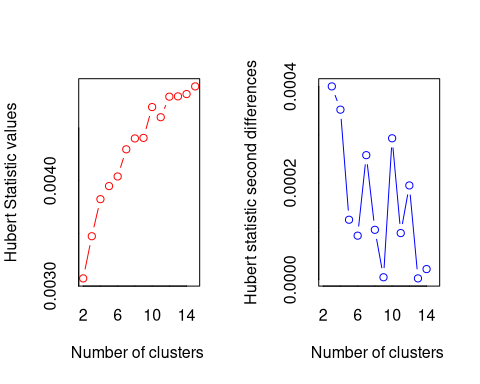 Hubert Statistic values
0.0040
0.0030
2 6 10 14
Number of clusters
Hubert statistic second differences
0.0004
0.0002
0.0000
2 6 10 14
Number of clusters